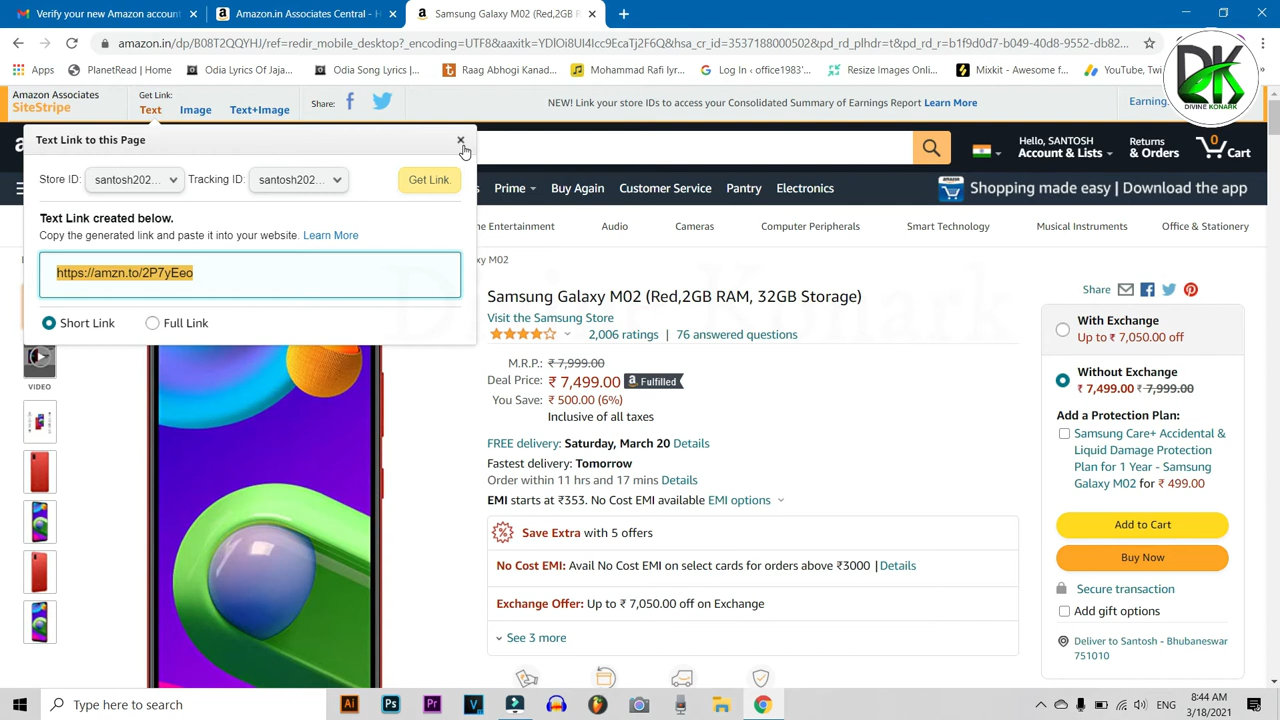 Verify your amazon.in account
Amazon.in Associates Central - H
Samsung Galaxy M02 (Red,2GB R
amazon.in/dp/B08T2QQYHJ/ref=redir_mobile_desktop?_encoding=UTF8&aaxitk=YDlOi8UI4Icc9EcaTj2F6Q&hsa_cr_id=3537188000502&pd_rd_plhdr=t&pd_rd_r=b1f9d0d7-b049-40d8-9552-db82...
Apps PlanetRead | Home Odia Lyrics Of Jaja... Odia Song Lyrics |... Raag Abhogikanad... Mohammad Rafi lyr... Log In ‹ office1983'... Resize Images Onli... Mixkit - Awesome f... YouTube, Twi
DIVINE KONARK
Amazon Associates
SiteStripe
Get Link:
Text Image Text+Image
Share:
NEW! Link your store IDs to access your Consolidated Summary of Earnings Report Learn More
Earning
Text Link to this Page
Store ID: santosh202... Tracking ID: santosh202... Get Link.
Text Link created below.
Copy the generated link and paste it into your website. Learn More
https://amzn.to/2P7yEeo
Short Link Full Link
Hello, SANTOSH
Account & Lists
Returns
& Orders
0
Cart
Prime Buy Again Customer Service Pantry Electronics
Shopping made easy | Download the app
me Entertainment Audio Cameras Computer Peripherals Smart Technology Musical Instruments Office & Stationery
xy M02
VIDEO
Samsung Galaxy M02 (Red,2GB RAM, 32GB Storage)
Visit the Samsung Store
2,006 ratings | 76 answered questions
M.R.P.: ₹ 7,999.00
Deal Price: ₹ 7,499.00 a Fulfilled
You Save: ₹ 500.00 (6%)
Inclusive of all taxes
FREE delivery: Saturday, March 20 Details
Fastest delivery: Tomorrow
Order within 11 hrs and 17 mins Details
EMI starts at ₹353. No Cost EMI available EMI options
Save Extra with 5 offers
No Cost EMI: Avail No Cost EMI on select cards for orders above ₹3000 | Details
Exchange Offer: Up to ₹ 7,050.00 off on Exchange
See 3 more
Share
With Exchange
Up to ₹ 7,050.00 off
Without Exchange
₹ 7,499.00 ₹ 7,999.00
Add a Protection Plan:
Samsung Care+ Accidental &
Liquid Damage Protection
Plan for 1 Year - Samsung
Galaxy M02 for ₹ 499.00
Add to Cart
Buy Now
Secure transaction
Add gift options
Deliver to Santosh - Bhubaneswar
751010
Divine Konark
Type here to search
Ai Ps Pr V
ENG
8:44 AM
3/18/2021